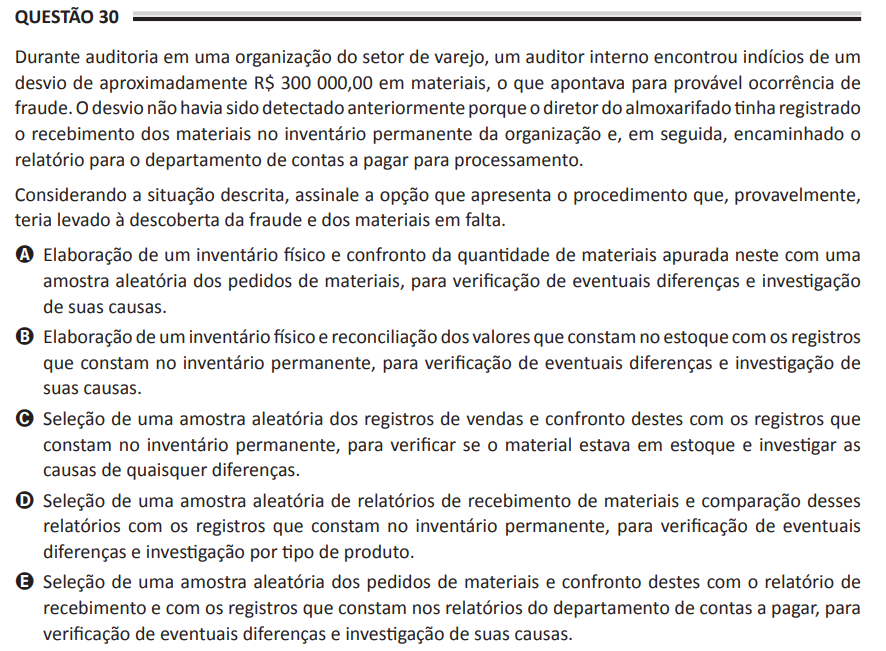 QUESTÃO 30
Durante auditoria em uma organização do setor de varejo, um auditor interno encontrou indícios de um
desvio de aproximadamente R$ 300 000,00 em materiais, o que apontava para provável ocorrência de
fraude. O desvio não havia sido detectado anteriormente porque o diretor do almoxarifado tinha registrado
o recebimento dos materiais no inventário permanente da organização e, em seguida, encaminhado o
relatório para o departamento de contas a pagar para processamento.
Considerando a situação descrita, assinale a opção que apresenta o procedimento que, provavelmente,
teria levado à descoberta da fraude e dos materiais em falta.
A Elaboração de um inventário físico e confronto da quantidade de materiais apurada neste com uma
amostra aleatória dos pedidos de materiais, para verificação de eventuais diferenças e investigação
de suas causas.
B Elaboração de um inventário físico e reconciliação dos valores que constam no estoque com os registros
que constam no inventário permanente, para verificação de eventuais diferenças e investigação de
suas causas.
C Seleção de uma amostra aleatória dos registros de vendas e confronto destes com os registros que
constam no inventário permanente, para verificar se o material estava em estoque e investigar as
causas de quaisquer diferenças.
D Seleção de uma amostra aleatória de relatórios de recebimento de materiais e comparação desses
relatórios com os registros que constam no inventário permanente, para verificação de eventuais
diferenças e investigação por tipo de produto.
E Seleção de uma amostra aleatória dos pedidos de materiais e confronto destes com o relatório de
recebimento e com os registros que constam nos relatórios do departamento de contas a pagar, para
verificação de eventuais diferenças e investigação de suas causas.